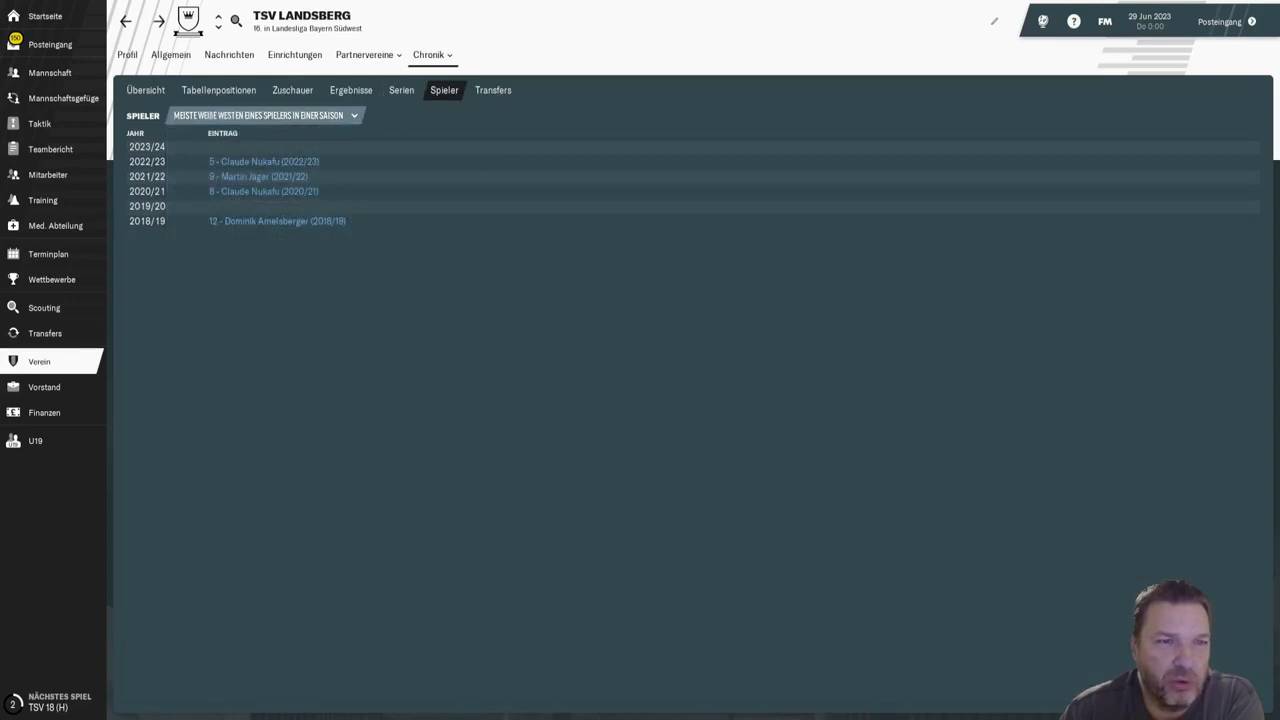 Startseite
150
Posteingang
Mannschaft
Mannschaftsgefüge
Taktik
Teambericht
Mitarbeiter
Training
Med. Abteilung
Terminplan
Wettbewerbe
Scouting
Transfers
Verein
Vorstand
Finanzen
U19
NÄCHSTES SPIEL
2 TSV 18 (H)
TSV LANDSBERG
16. in Landesliga Bayern Südwest
? FM 29 Jun 2023 Posteingang
Do 0:00
Profil Allgemein Nachrichten Einrichtungen Partnervereine Chronik
Übersicht Tabellenpositionen Zuschauer Ergebnisse Serien Spieler Transfers
SPIELER MEISTE WEIßE WESTEN EINES SPIELERS IN EINER SAISON
JAHR EINTRAG
2023/24
2022/23 5 - Claude Nukafu (2022/23)
2021/22 9 - Martin Jäger (2021/22)
2020/21 8 - Claude Nukafu (2020/21)
2019/20
2018/19 12 - Dominik Amelsberger (2018/19)